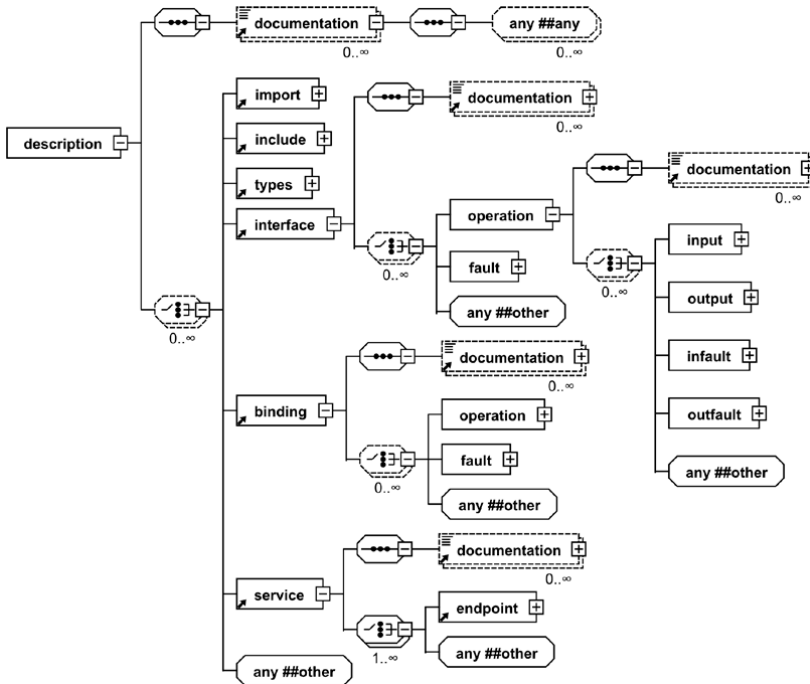 documentation
0..∞
any ##any
0..∞
description
import
include
types
interface
documentation
0..∞
operation
fault
any ##other
0..∞
documentation
0..∞
input
output
infault
outfault
any ##other
0..∞
0..∞
binding
documentation
0..∞
operation
fault
any ##other
0..∞
service
documentation
0..∞
endpoint
any ##other
1..∞
any ##other